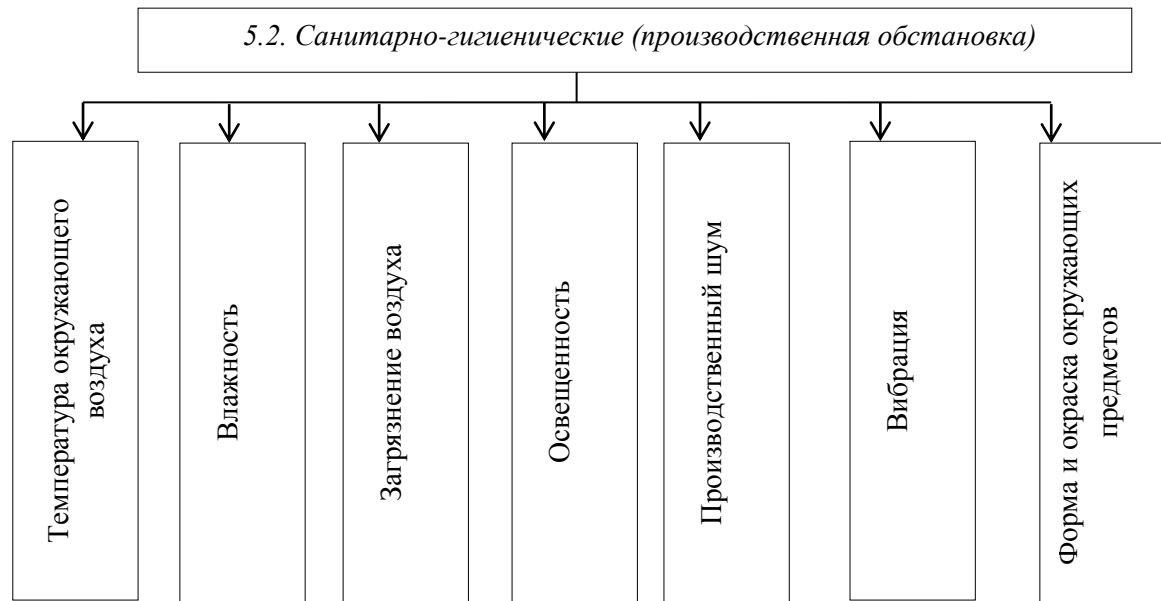 5.2. Санитарно-гигиенические (производственная обстановка)
Температура окружающего
воздуха
Влажность
Загрязнение воздуха
Освещенность
Производственный шум
Вибрация
Форма и окраска окружающих
предметов